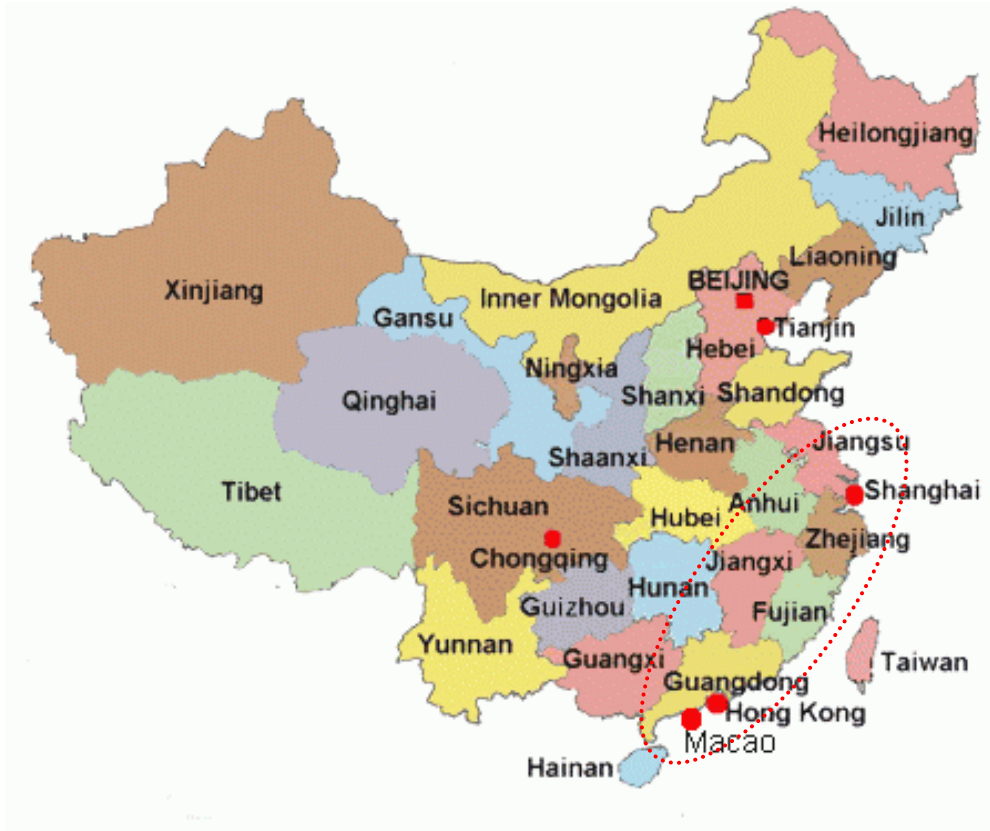 Heilongjiang
Jilin
Liaoning
BEIJING
Xinjiang
Inner Mongolia
Gansu
Tianjin
Hebei
Ningxia
Qinghai
Shanxi
Shandong
Henan
Jiangsu
Shaanxi
Tibet
Shanghai
Sichuan
Anhui
Hubei
Zhejiang
Chongqing
Jiangxi
Hunan
Guizhou
Fujian
Yunnan
Guangxi
Taiwan
Guangdong
Hong Kong
Macao
Hainan